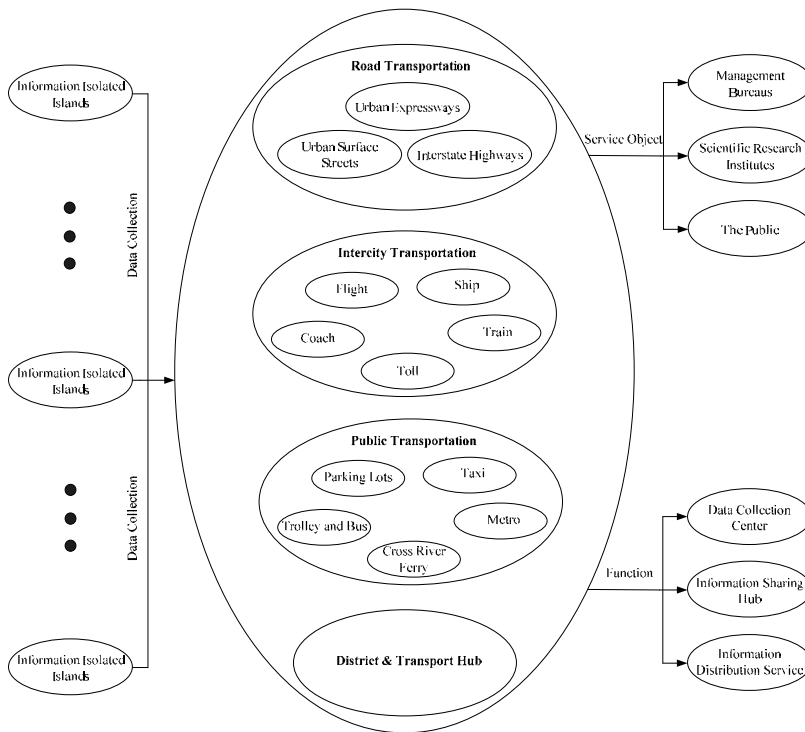 Information Isolated
Islands
Data Collection
Information Isolated
Islands
Data Collection
Information Isolated
Islands
Road Transportation
Urban Expressways
Urban Surface
Streets
Interstate Highways
Intercity Transportation
Flight
Ship
Coach
Train
Toll
Public Transportation
Parking Lots
Taxi
Trolley and Bus
Metro
Cross River
Ferry
District & Transport Hub
Service Object
Management
Bureaus
Scientific Research
Institutes
The Public
Function
Data Collection
Center
Information Sharing
Hub
Information
Distribution Service